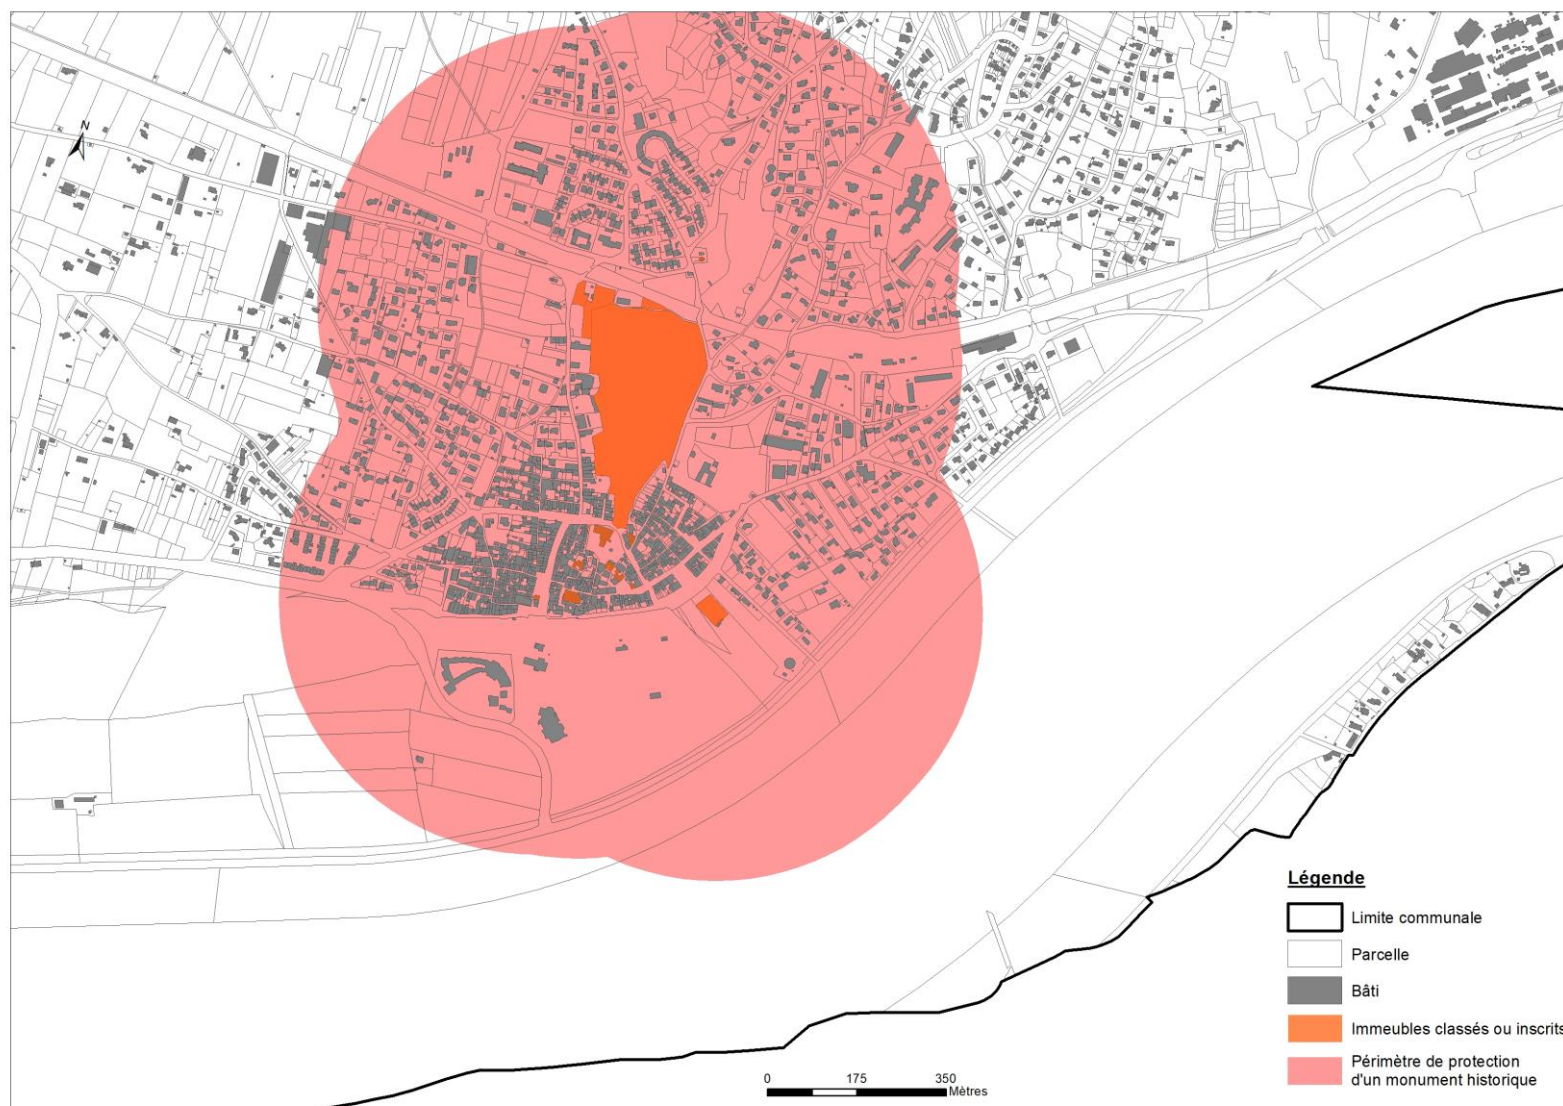 N
Légende
Limite communale
Parcelle
Bâti
Immeubles classés ou inscrits
Périmètre de protection
d'un monument historique
0 175 350
Mètres